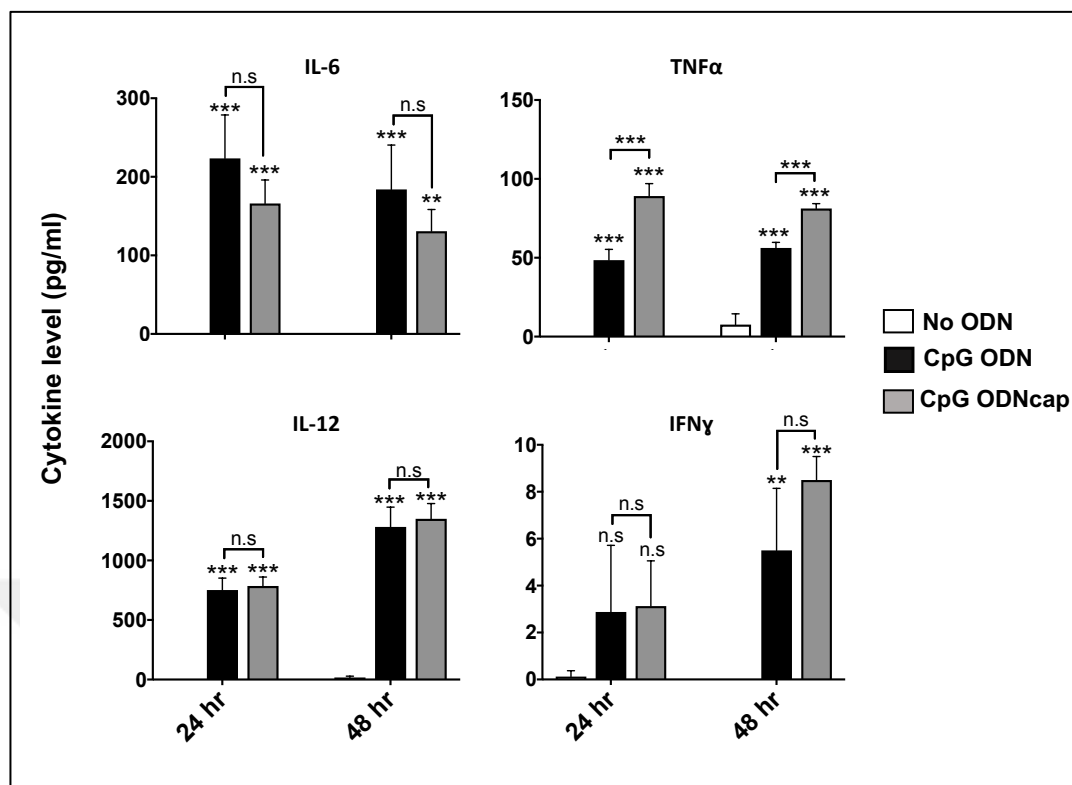 IL-6
n.s
n.s
***
***
***
**
300
200
100
0
TNFα
***
***
***
***
***
***
150
100
50
0
Cytokine level (pg/ml)
No ODN
CpG ODN
CpG ODNcap
IL-12
n.s
n.s
***
***
***
***
2000
1500
1000
500
0
24 hr
48 hr
IFNɣ
n.s
n.s
n.s
n.s
**
***
10
8
6
4
2
0
24 hr
48 hr